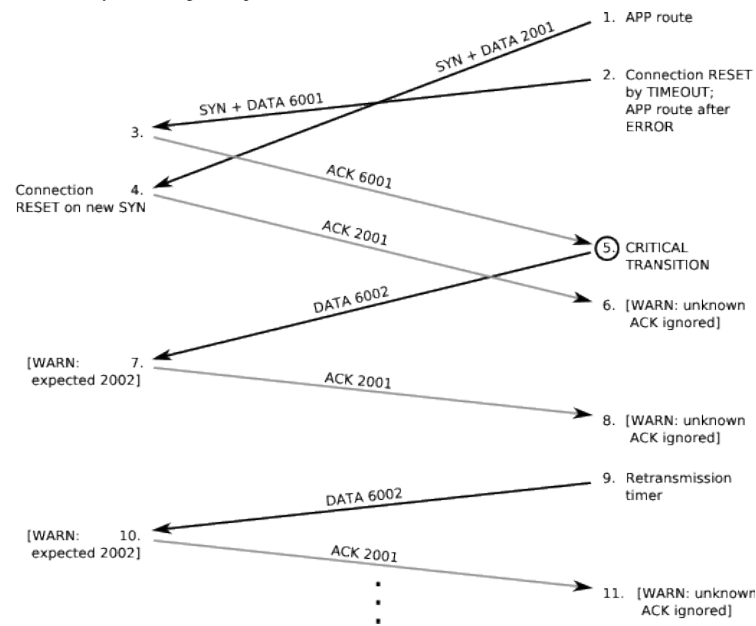 1. APP route
SYN + DATA 2001
2. Connection RESET
by TIMEOUT;
APP route after
ERROR
SYN + DATA 6001
3.
ACK 6001
Connection 4.
RESET on new SYN
ACK 2001
5. CRITICAL
TRANSITION
DATA 6002
6. [WARN: unknown
ACK ignored]
[WARN: 7.
expected 2002]
ACK 2001
8. [WARN: unknown
ACK ignored]
9. Retransmission
timer
DATA 6002
[WARN: 10.
expected 2002]
ACK 2001
11. [WARN: unknown
ACK ignored]